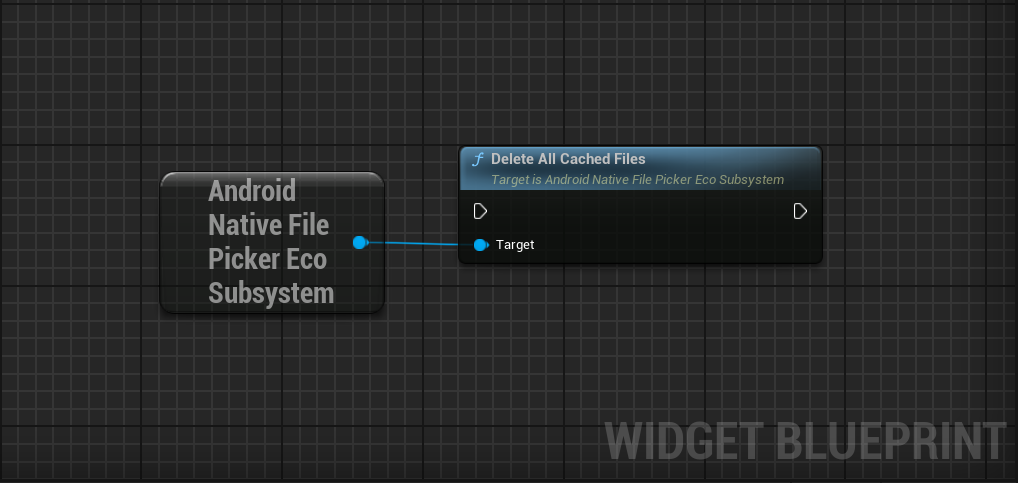 Android
Native File
Picker Eco
Subsystem
Delete All Cached Files
Target is Android Native File Picker Eco Subsystem
Target
WIDGET BLUEPRINT